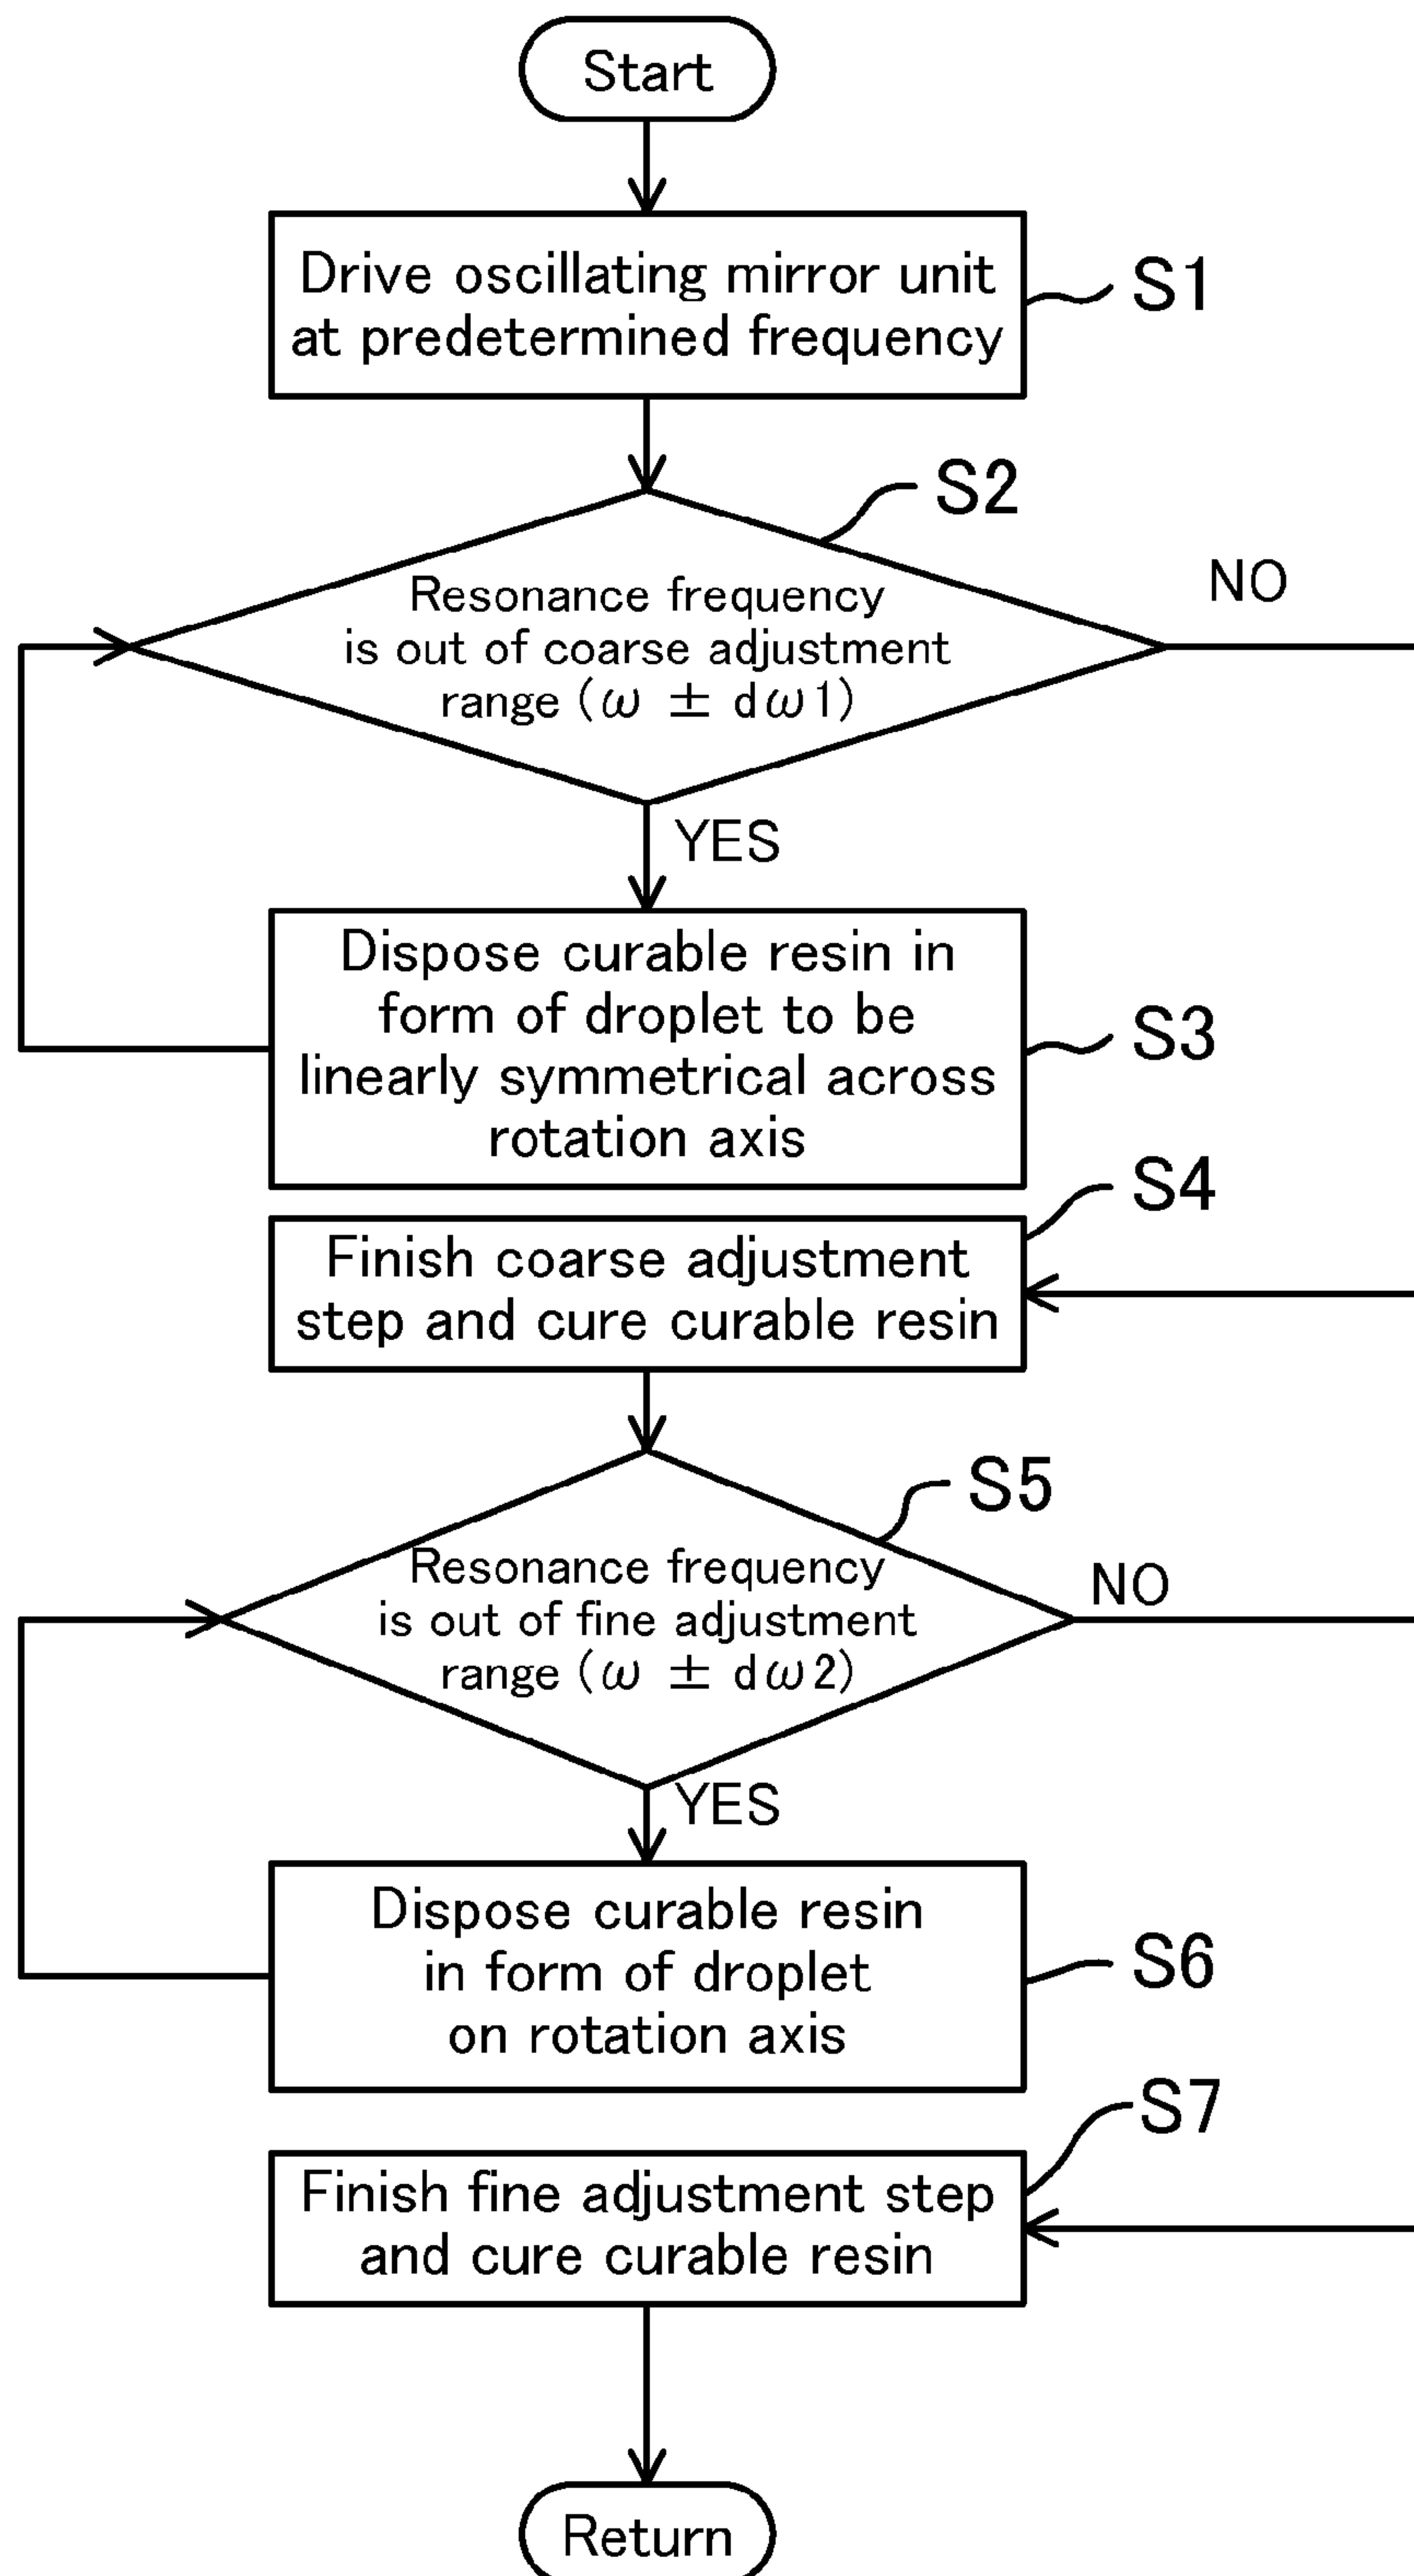 Start
Drive oscillating mirror unit
at predetermined frequency
S1
S2
Resonance frequency
is out of coarse adjustment
range (ω ± dω1)
NO
YES
Dispose curable resin in
form of droplet to be
linearly symmetrical across
rotation axis
S3
S4
Finish coarse adjustment
step and cure curable resin
S5
Resonance frequency
is out of fine adjustment
range (ω ± dω2)
NO
YES
Dispose curable resin
in form of droplet
on rotation axis
S6
S7
Finish fine adjustment step
and cure curable resin
Return